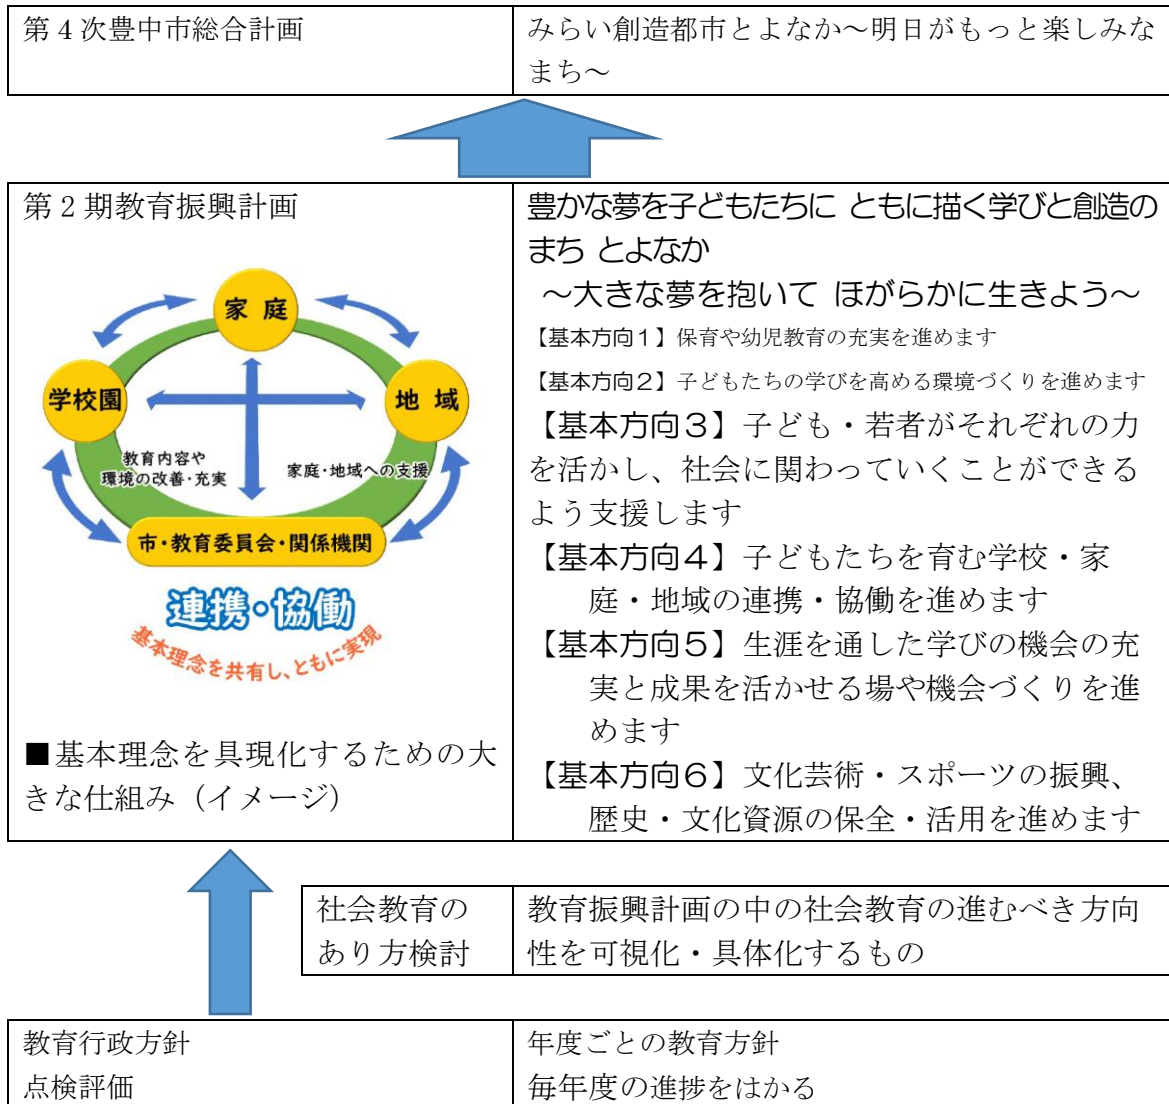 第４次豊中市総合計画
みらい創造都市とよなか～明日がもっと楽しみな
まち～
第２期教育振興計画
家 庭
学校園
地 域
教育内容や
環境の改善・充実
家庭・地域への支援
市・教育委員会・関係機関
連携・協働
基本理念を共有し、ともに実現
■基本理念を具現化するための大
きな仕組み（イメージ）
豊かな夢を子どもたちに ともに描く学びと創造の
まち とよなか
～大きな夢を抱いて ほがらかに生きよう～
【基本方向１】保育や幼児教育の充実を進めます
【基本方向２】子どもたちの学びを高める環境づくりを進めます
【基本方向３】子ども・若者がそれぞれの力
を活かし、社会に関わっていくことができる
よう支援します
【基本方向４】子どもたちを育む学校・家
庭・地域の連携・協働を進めます
【基本方向５】生涯を通した学びの機会の充
実と成果を活かせる場や機会づくりを進
めます
【基本方向６】文化芸術・スポーツの振興、
歴史・文化資源の保全・活用を進めます
社会教育の
あり方検討
教育振興計画の中の社会教育の進むべき方向
性を可視化・具体化するもの
教育行政方針
点検評価
年度ごとの教育方針
毎年度の進捗をはかる